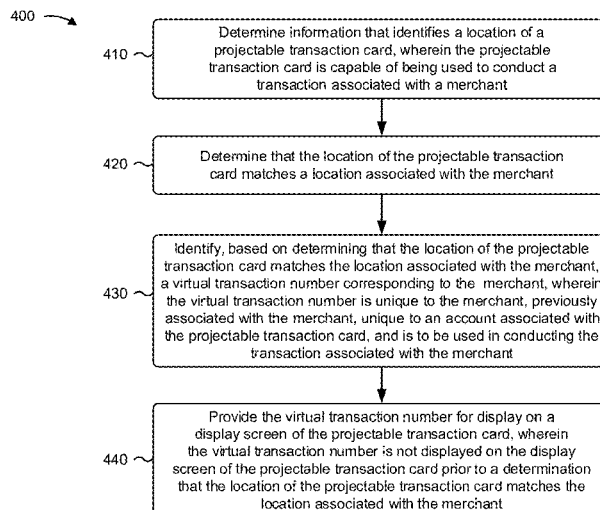 400
410
Determine information that identifies a location of a
projectable transaction card, wherein the projectable
transaction card is capable of being used to conduct a
transaction associated with a merchant
420
Determine that the location of the projectable transaction
card matches a location associated with the merchant
430
Identify, based on determining that the location of the projectable
transaction card matches the location associated with the merchant,
a virtual transaction number corresponding to the merchant, wherein
the virtual transaction number is unique to the merchant, previously
associated with the merchant, unique to an account associated with
the projectable transaction card, and is to be used in conducting the
transaction associated with the merchant
440
Provide the virtual transaction number for display on a
display screen of the projectable transaction card, wherein
the virtual transaction number is not displayed on the display
screen of the projectable transaction card prior to a determination
that the location of the projectable transaction card matches the
location associated with the merchant